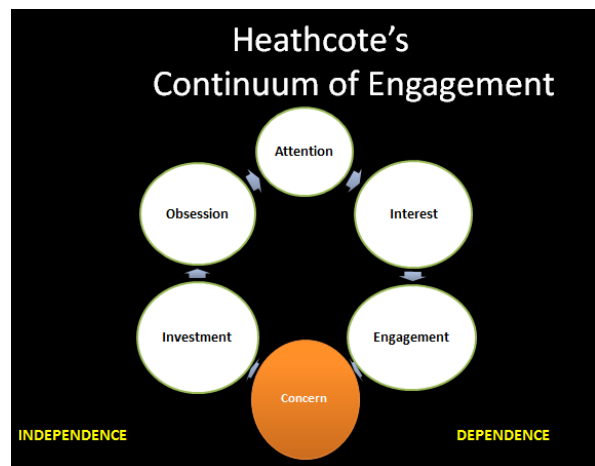 Heathcote's
Continuum of Engagement
Attention
Obsession
Interest
Investment
Engagement
Concern
INDEPENDENCE
DEPENDENCE